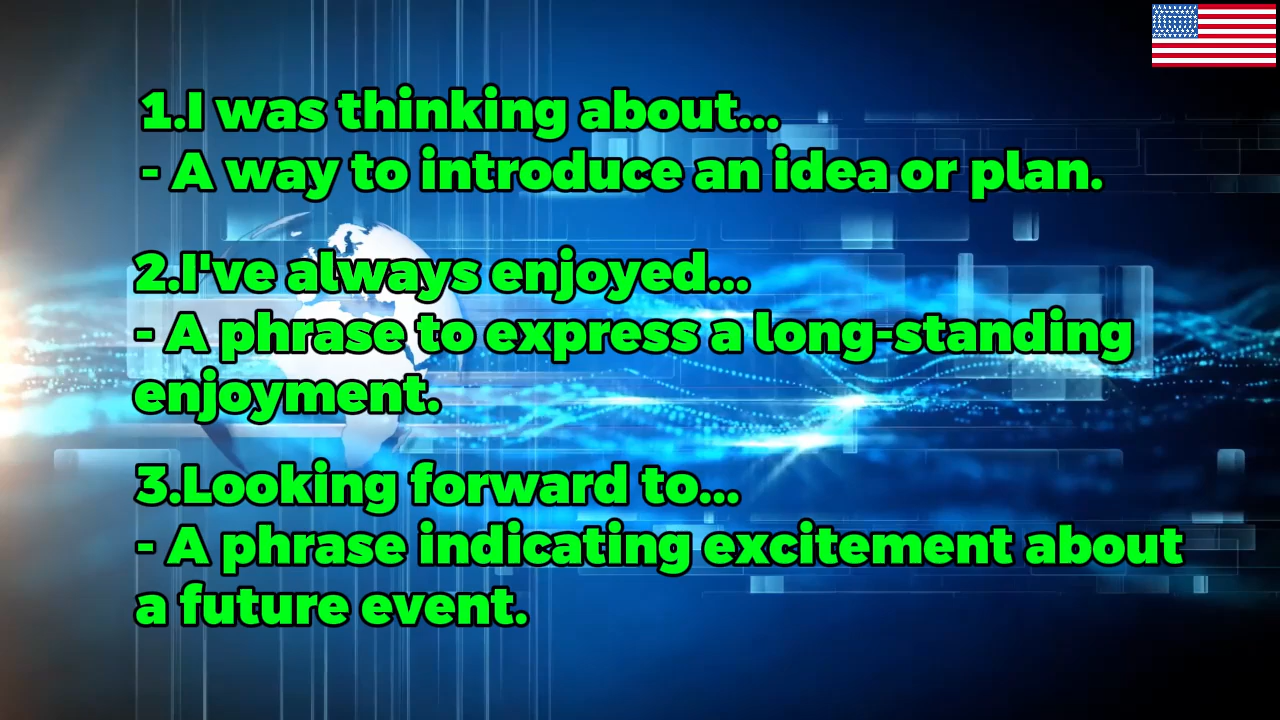 1.I was thinking about...
- A way to introduce an idea or plan.
2.I've always enjoyed...
- A phrase to express a long-standing
enjoyment.
3.Looking forward to...
- A phrase indicating excitement about
a future event.